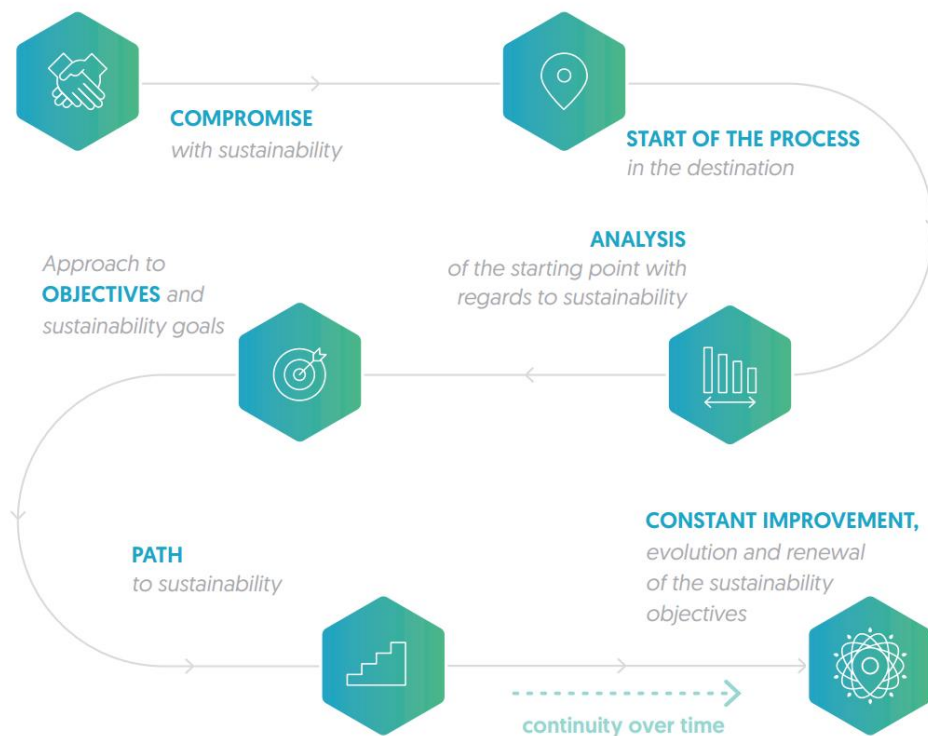 COMPROMISE
with sustainability
START OF THE PROCESS
in the destination
ANALYSIS
of the starting point with
regards to sustainability
Approach to
OBJECTIVES and
sustainability goals
PATH
to sustainability
CONSTANT IMPROVEMENT,
evolution and renewal
of the sustainability
objectives
continuity over time